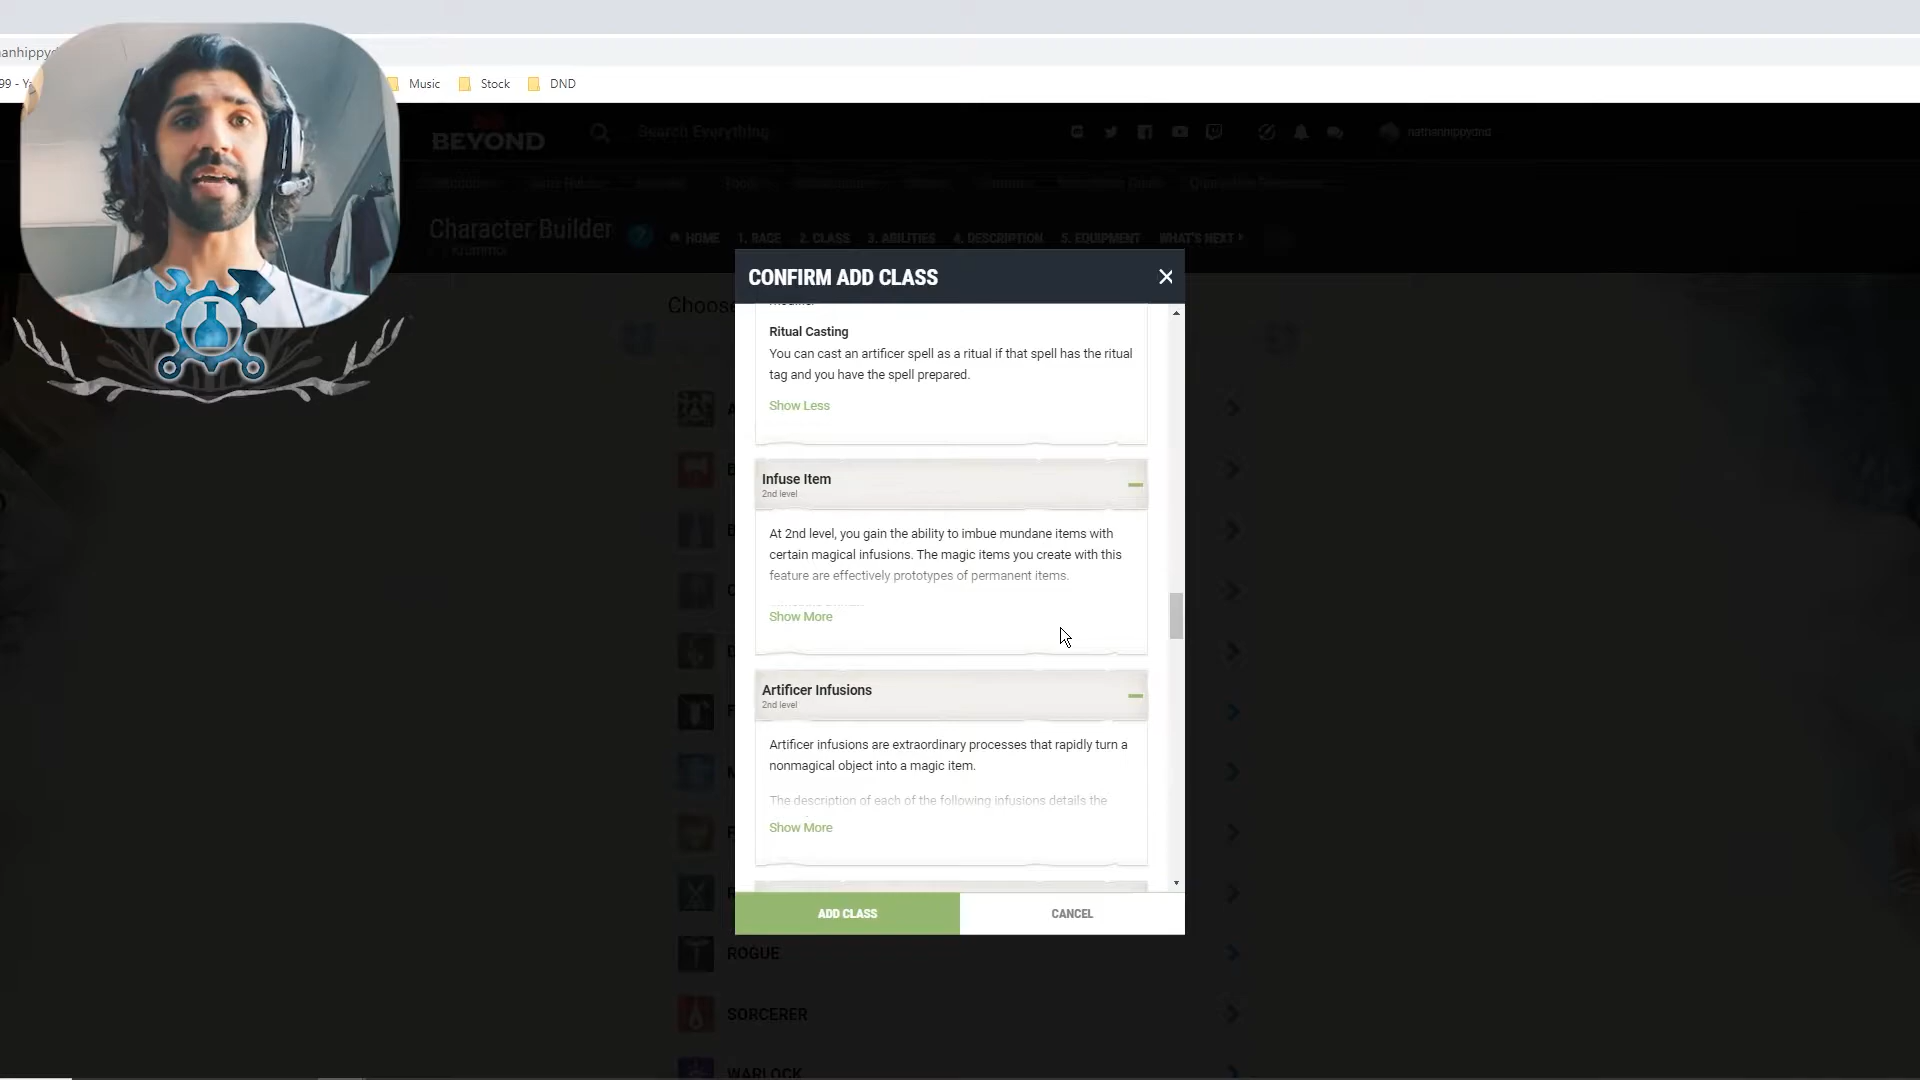 Music
Stock
DND
BEYOND
Search Everything
nathanhippydnd
Character Builder
HOME
1. RACE
2. CLASS
3. ABILITIES
4. DESCRIPTION
5. EQUIPMENT
WHAT'S NEXT
Krammoi
CONFIRM ADD CLASS
Ritual Casting
You can cast an artificer spell as a ritual if that spell has the ritual
tag and you have the spell prepared.
Show Less
Infuse Item
2nd level
At 2nd level, you gain the ability to imbue mundane items with
certain magical infusions. The magic items you create with this
feature are effectively prototypes of permanent items.
Show More
Artificer Infusions
2nd level
Artificer infusions are extraordinary processes that rapidly turn a
nonmagical object into a magic item.
The description of each of the following infusions details the
Show More
ADD CLASS
CANCEL
ROGUE
SORCERER
WARLOCK